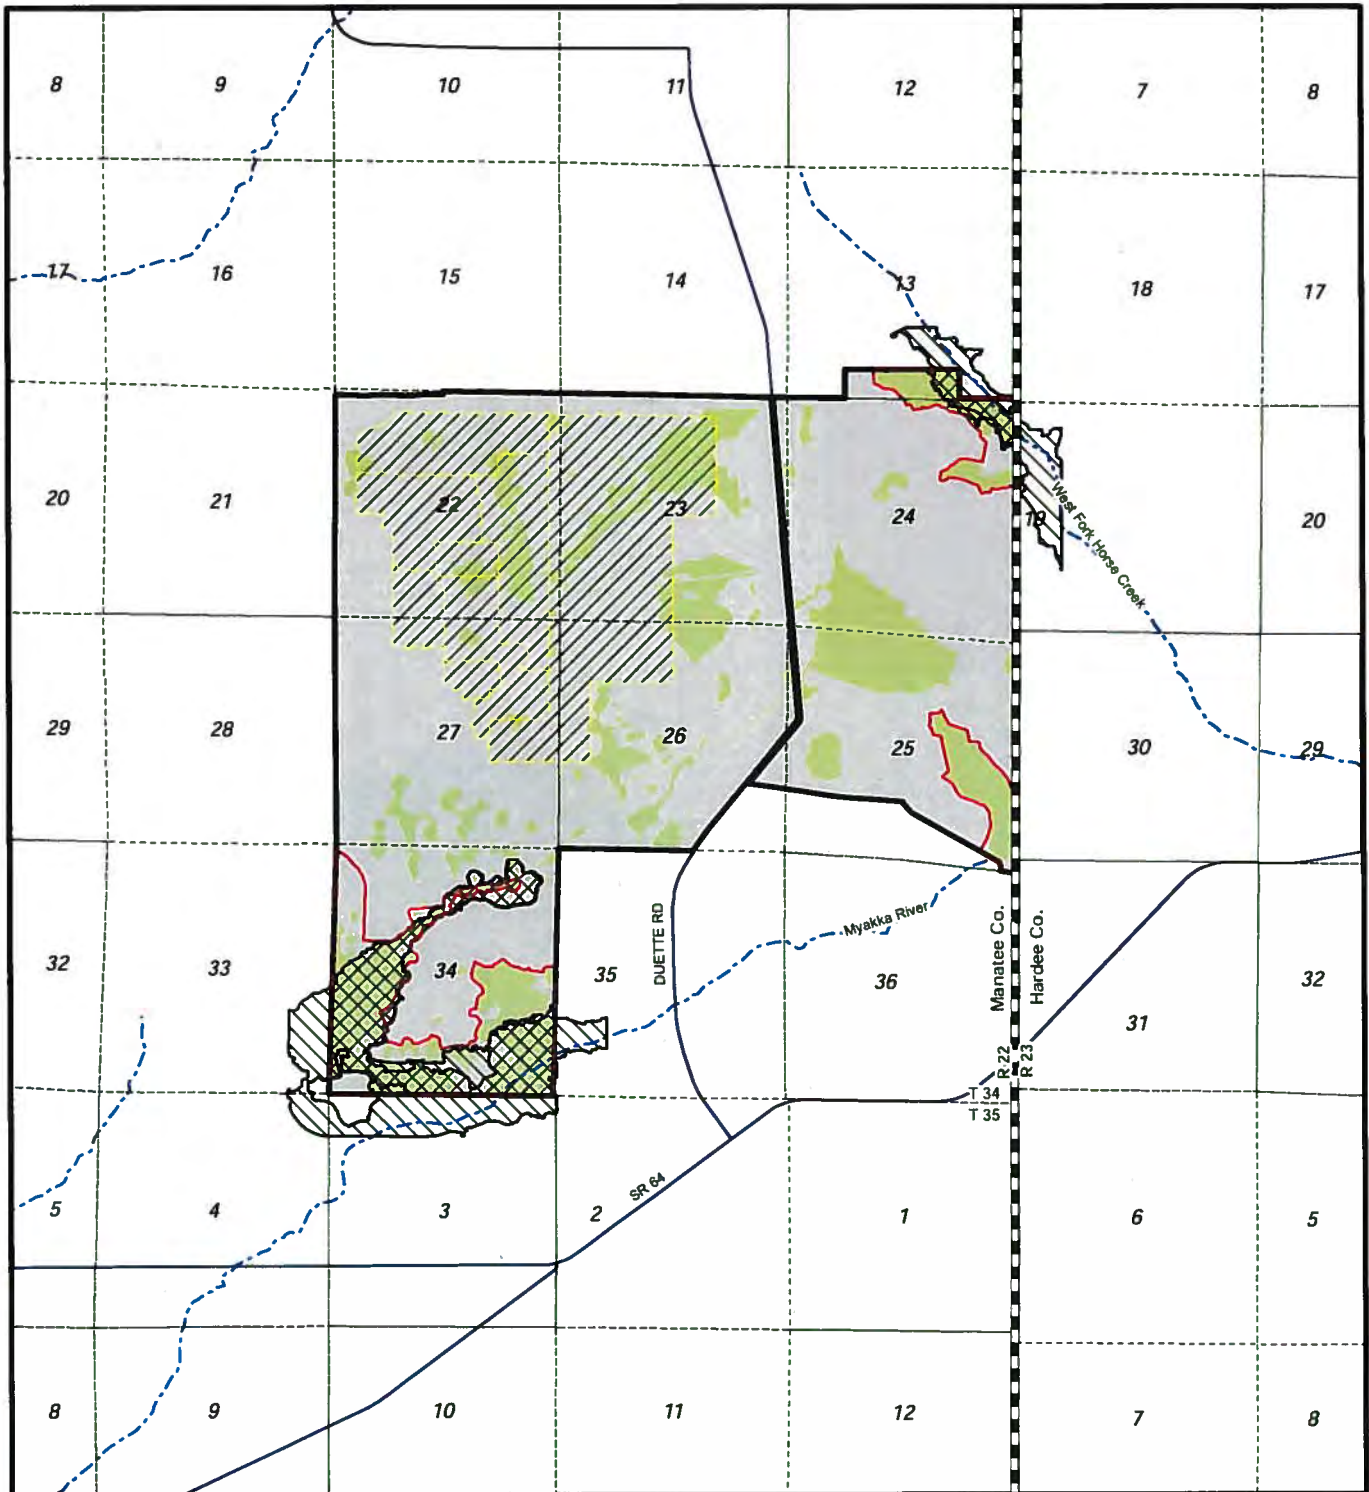 8 9 10 11 12 7 8
17 16 15 14 13 18 17
20 21 22 23 24 19 20
West Fork Horse Creek
29 28 27 26 25 30 29
32 33 34 35 36 31 32
DUETTE RD
Myakka River
Manatee Co.
Hardee Co.
R 22
R 23
T 34
T 35
SR 64
5 4 3 2 1 6 5
8 9 10 11 12 7 8